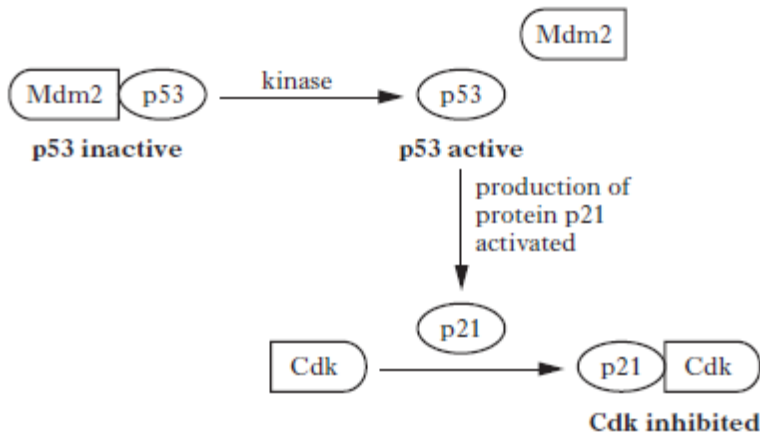 Mdm2
kinase
Mdm2 p53
p53
p53 inactive
p53 active
production of
protein p21
activated
p21
Cdk
p21 Cdk
Cdk inhibited